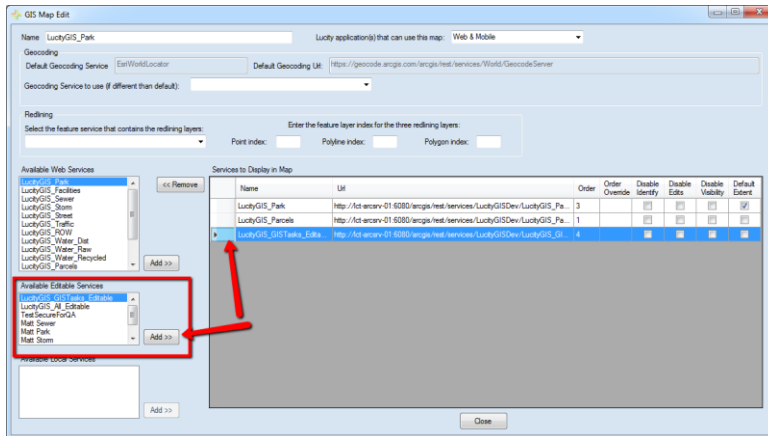 GIS Map Edit
Name LucityGIS_Park Lucity application(s) that can use this map: Web & Mobile
Geocoding
Default Geocoding Service EsriWorldLocator Default Geocoding Url: https://geocode.arcgis.com/arcgis/rest/services/World/GeocodeServer
Geocoding Service to use (if different than default):
Redlining
Select the feature service that contains the redlining layers: Enter the feature layer index for the three redlining layers:
Point index: Polyline index: Polygon index:
Available Web Services
LucityGIS_Park
LucityGIS_Facilities
LucityGIS_Sewer
LucityGIS_Storm
LucityGIS_Street
LucityGIS_Traffic
LucityGIS_ROW
LucityGIS_Water_Dist
LucityGIS_Water_Raw
LucityGIS_Water_Recycled
LucityGIS_Parcels
<< Remove
Add >>
Services to Display in Map
Name Url Order Order Override Disable Identify Disable Edits Disable Visibility Default Extent
LucityGIS_Park http://lct-arcsrv-01:6080/arcgis/rest/services/LucityGISDev/LucityGIS_Pa... 3
LucityGIS_Parcels http://lct-arcsrv-01:6080/arcgis/rest/services/LucityGISDev/LucityGIS_Pa... 1
LucityGIS_GISTasks_Edita... http://lct-arcsrv-01:6080/arcgis/rest/services/LucityGISDev/LucityGIS_GI... 4
Available Editable Services
LucityGIS_GISTasks_Editable
LucityGIS_All_Editable
TestSecureForQA
Matt Sewer
Matt Park
Matt Storm
Add >>
Available Local Services
Add >>
Close